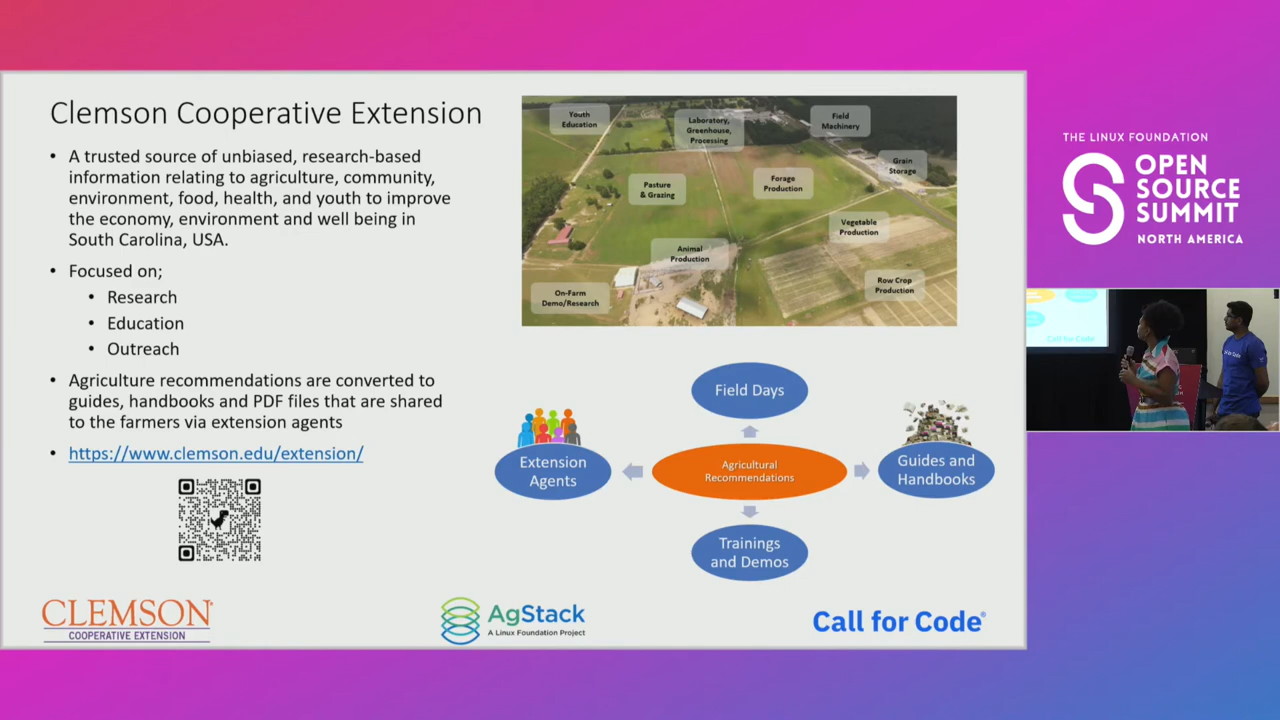 Clemson Cooperative Extension
• A trusted source of unbiased, research-based
information relating to agriculture, community,
environment, food, health, and youth to improve
the economy, environment and well being in
South Carolina, USA.
• Focused on;
• Research
• Education
• Outreach
• Agriculture recommendations are converted to
guides, handbooks and PDF files that are shared
to the farmers via extension agents
• https://www.clemson.edu/extension/
Youth
Education
Laboratory,
Greenhouse,
Processing
Field
Machinery
Grain
Storage
Pasture
& Grazing
Forage
Production
Vegetable
Production
Animal
Production
On-Farm
Demo/Research
Row Crop
Production
Field Days
Extension
Agents
Agricultural
Recommendations
Guides and
Handbooks
Trainings
and Demos
CLEMSON
COOPERATIVE EXTENSION
AgStack
A Linux Foundation Project
Call for Code®
THE LINUX FOUNDATION
OPEN
SOURCE
SUMMIT
NORTH AMERICA
Call for Code